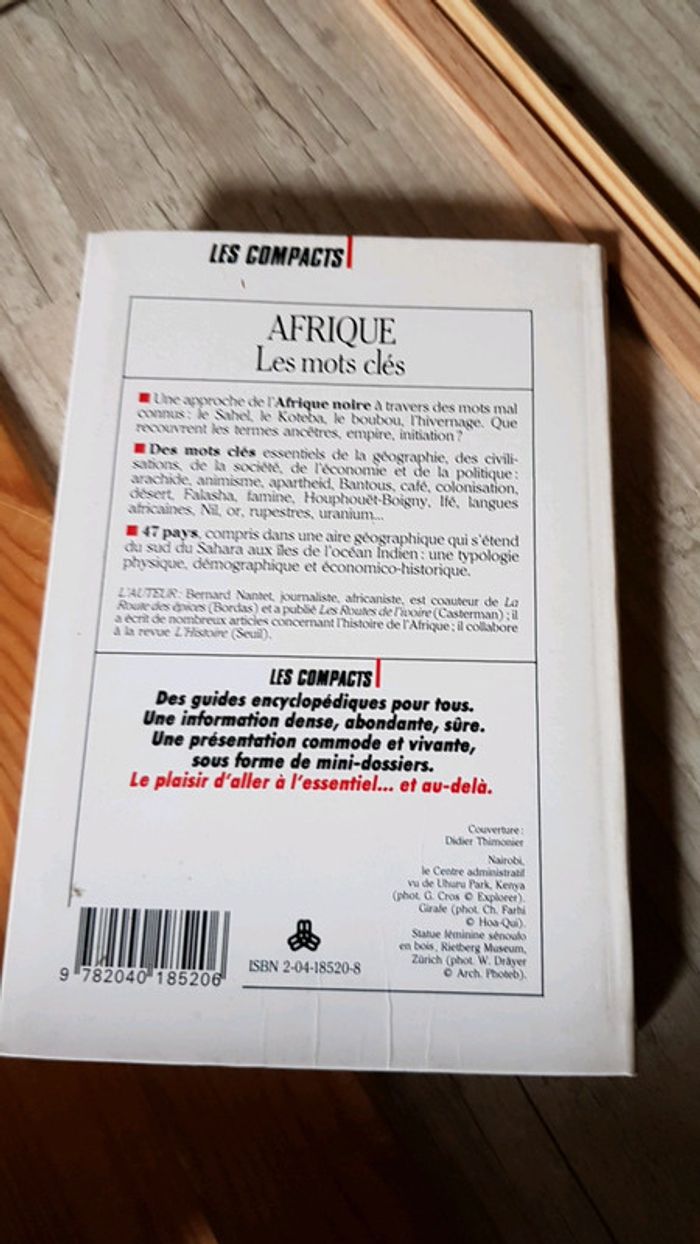 LES COMPACTS
AFRIQUE
Les mots clés
Une approche de l'Afrique noire à travers des mots mal
connus : le Sahel, le Koteba, le boubou, l'hivernage. Que
recouvrent les termes ancêtres, empire, initiation ?
Des mots clés essentiels de la géographie, des civili-
sations, de la société, de l'économie et de la politique :
arachide, animisme, apartheid, Bantous, café, colonisation,
désert, Falasha, famine, Houphouët-Boigny, Ifé, langues
africaines, Nil, or, rupestres, uranium...
47 pays, compris dans une aire géographique qui s'étend
du sud du Sahara aux îles de l'océan Indien : une typologie
physique, démographique et économico-historique.
L'AUTEUR : Bernard Nantet, journaliste, africaniste, est coauteur de La
Route des épices (Bordas) et a publié Les Routes de l'ivoire (Casterman) ; il
a écrit de nombreux articles concernant l'histoire de l'Afrique ; il collabore
à la revue L'Histoire (Seuil).
LES COMPACTS
Des guides encyclopédiques pour tous.
Une information dense, abondante, sûre.
Une présentation commode et vivante,
sous forme de mini-dossiers.
Le plaisir d'aller à l'essentiel... et au-delà.
Couverture :
Didier Thimonier
Nairobi,
le Centre administratif
vu de Uhuru Park, Kenya
(phot. G. Cros © Explorer).
Girafe (phot. Ch. Farhi
© Hoa-Qui).
Statue féminine sénoufo
en bois, Rietberg Museum,
Zürich (phot. W. Dräyer
© Arch. Photeb).
ISBN 2-04-18520-8
9 782040 185206